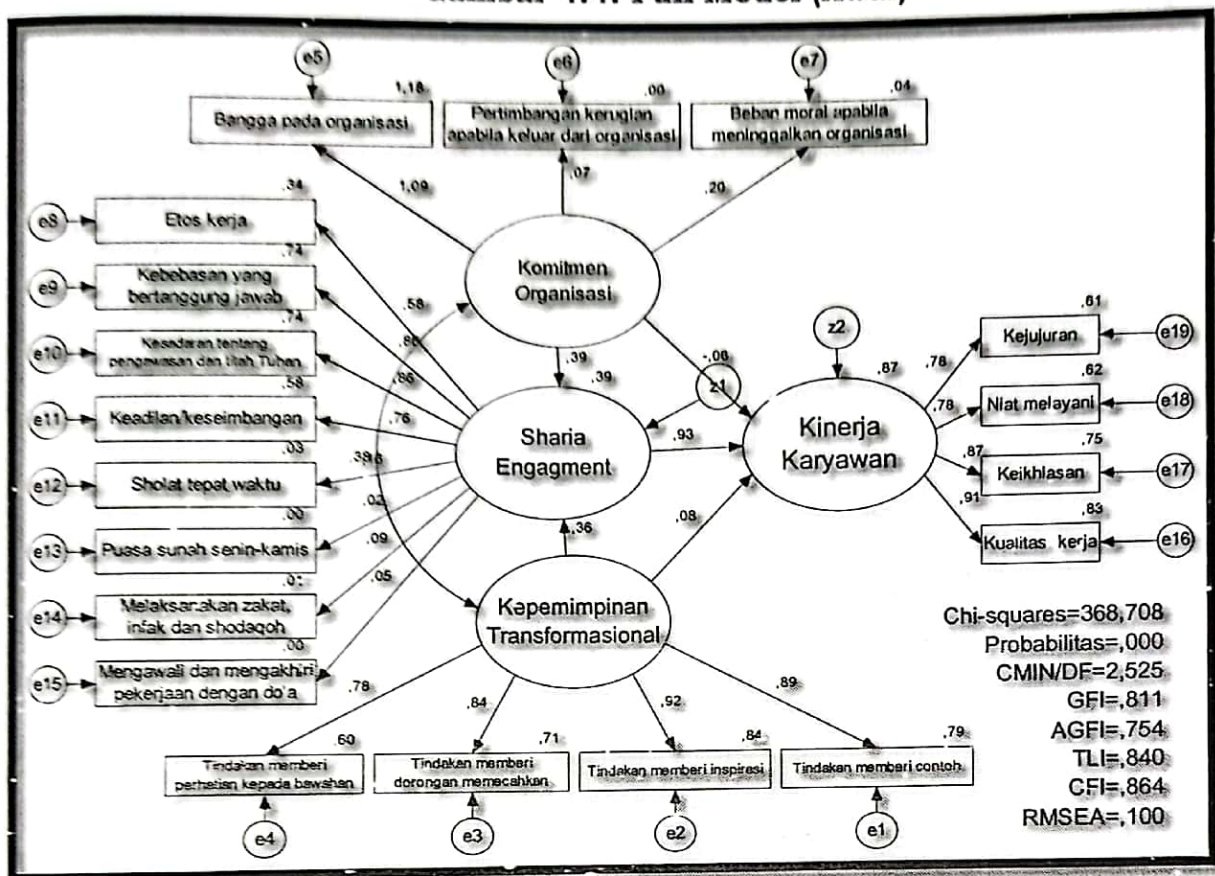 e5
e6
e7
1,18
,00
,04
Bangga pada organisasi
Pertimbangan kerugian
apabila keluar dari organisasi
Beban moral apabila
meninggalkan organisasi
1,09
,07
,20
Komitmen
Organisasi
,34
e8
Etos kerja
,74
e9
Kebebasan yang
bertanggung jawab
,74
e10
Kesadaran tentang
pengawasan dan titah Tuhan
,58
e11
Keadilan/keseimbangan
,03
e12
Sholat tepat waktu
,00
e13
Puasa sunah senin-kamis
,01
e14
Melaksanakan zakat,
infak dan shodaqoh
,00
e15
Mengawali dan mengakhiri
pekerjaan dengan do'a
,58
,86
,76
,02
,09
,05
,39
,39
Sharia
Engagment
-,06
z1
,93
,36
,08
z2
,87
Kinerja
Karyawan
,78
,78
,87
,91
,61
Kejujuran
e19
,62
Niat melayani
e18
,75
Keikhlasan
e17
,83
Kualitas kerja
e16
Kepemimpinan
Transformasional
,78
,84
,92
,89
,60
,71
,84
,79
Tindakan memberi
perhatian kepada bawahan
Tindakan memberi
dorongan memecahkan
Tindakan memberi inspirasi
Tindakan memberi contoh
e4
e3
e2
e1
Chi-squares=368,708
Probabilitas=,000
CMIN/DF=2,525
GFI=,811
AGFI=,754
TLI=,840
CFI=,864
RMSEA=,100